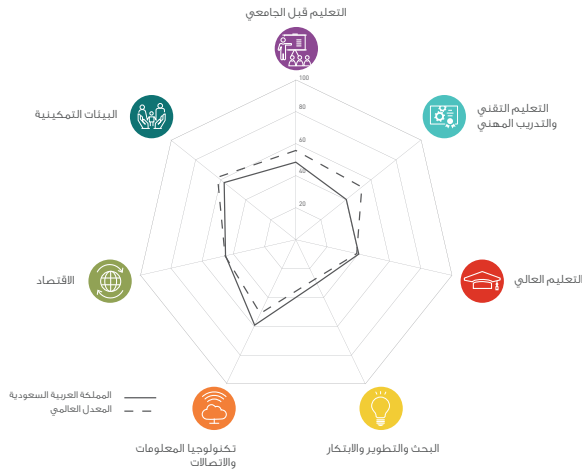 التعليم قبل الجامعي
100
80
60
40
20
التعليم التقني
والتدريب المهني
التعليم العالي
البحث والتطوير والابتكار
تكنولوجيا المعلومات
والاتصالات
الاقتصاد
البيئات التمكينية
المملكة العربية السعودية
المعدل العالمي